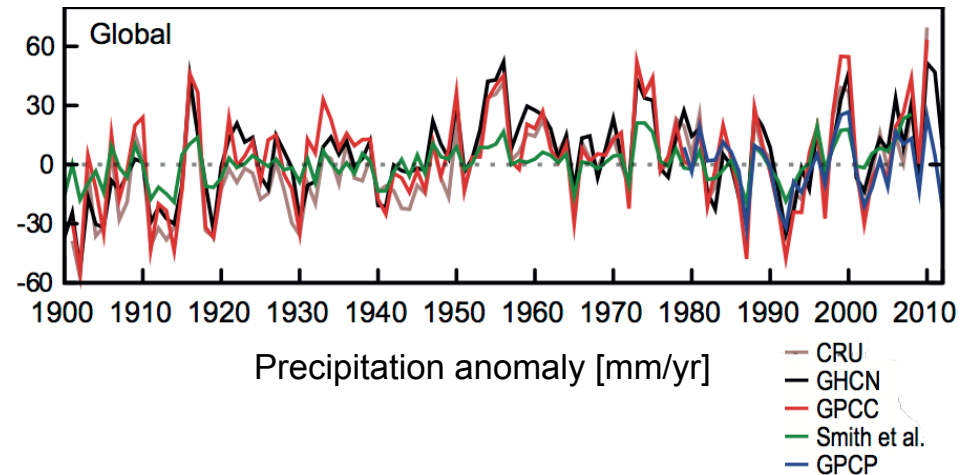 Global
60
30
0
-30
-60
1900 1910 1920 1930 1940 1950 1960 1970 1980 1990 2000 2010
Precipitation anomaly [mm/yr]
CRU
GHCN
GPCC
Smith et al.
GPCP